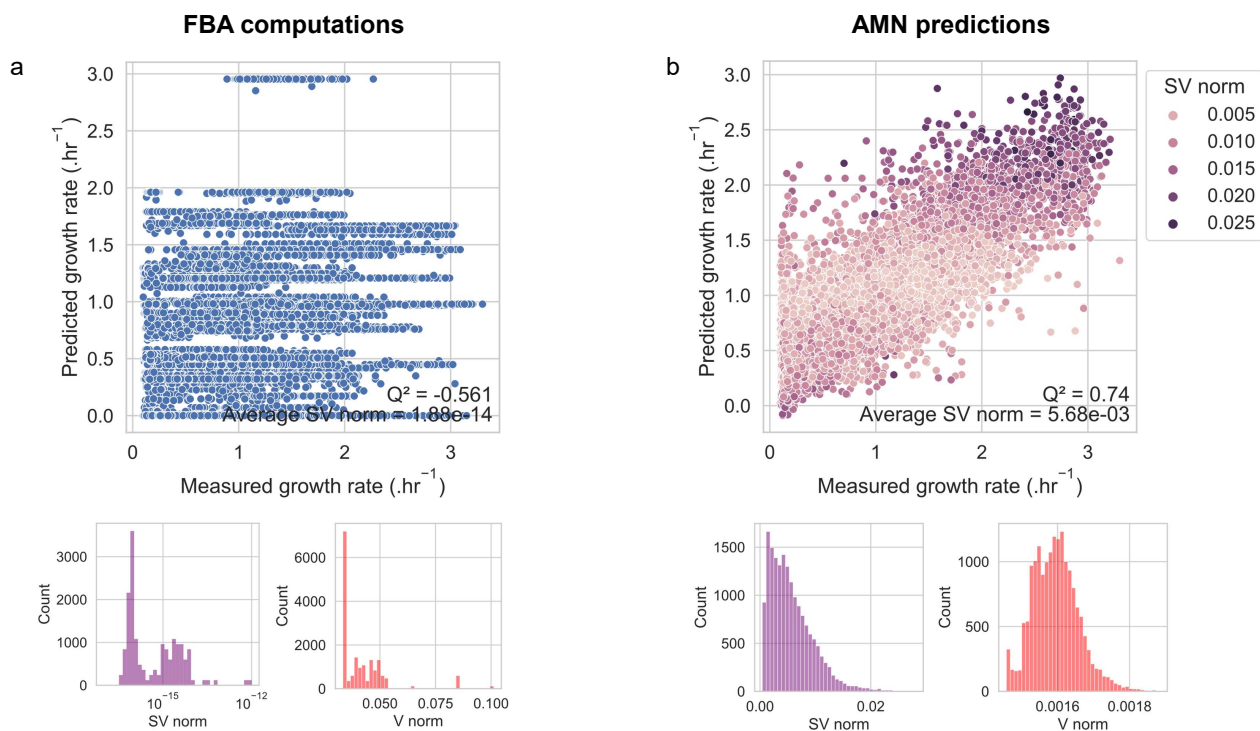 FBA computations
AMN predictions
a
3.0
2.5
2.0
1.5
1.0
0.5
0.0
Predicted growth rate (.hr⁻¹)
Q² = -0.561
Average SV norm = 1.88e-14
0
1
2
3
Measured growth rate (.hr⁻¹)
b
3.0
2.5
2.0
1.5
1.0
0.5
0.0
Predicted growth rate (.hr⁻¹)
Q² = 0.74
Average SV norm = 5.68e-03
0
1
2
3
Measured growth rate (.hr⁻¹)
SV norm
0.005
0.010
0.015
0.020
0.025
3000
2000
1000
0
Count
10⁻¹⁵
10⁻¹²
SV norm
6000
4000
2000
0
Count
0.050
0.075
0.100
V norm
1500
1000
500
0
Count
0.00
0.02
SV norm
1000
500
0
Count
0.0016
0.0018
V norm